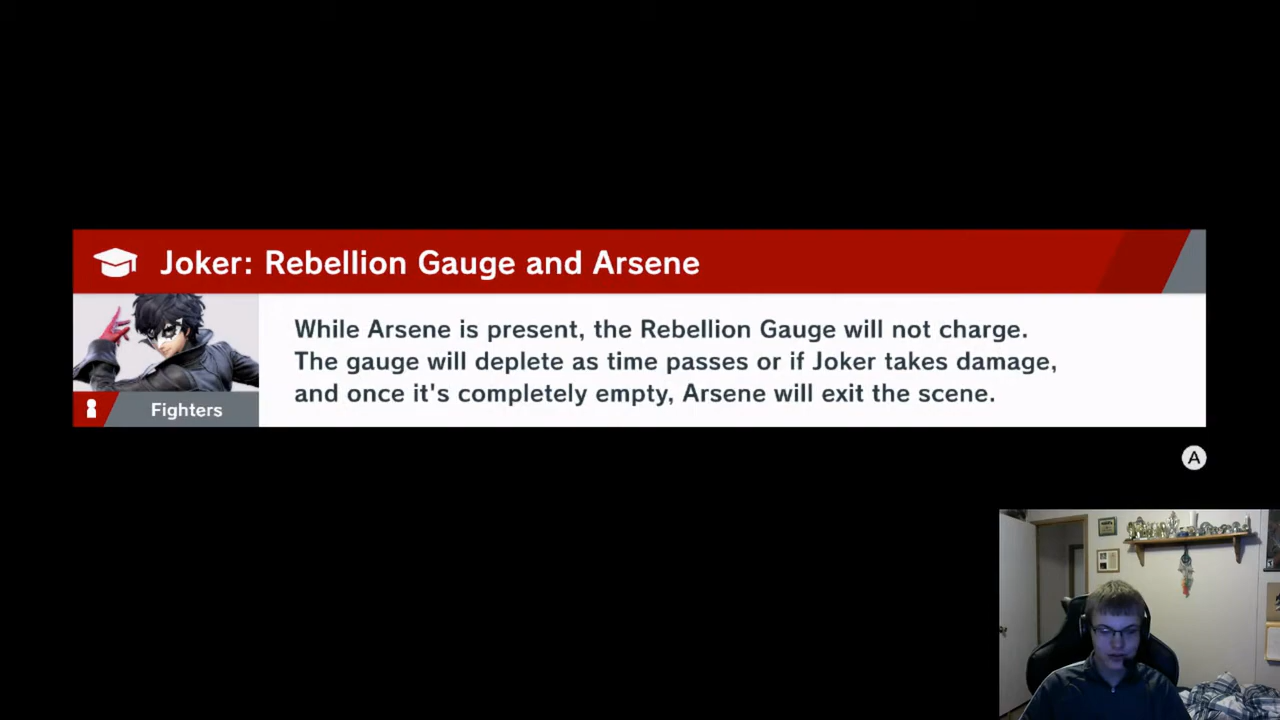 Joker: Rebellion Gauge and Arsene
While Arsene is present, the Rebellion Gauge will not charge.
The gauge will deplete as time passes or if Joker takes damage,
and once it's completely empty, Arsene will exit the scene.
Fighters
A